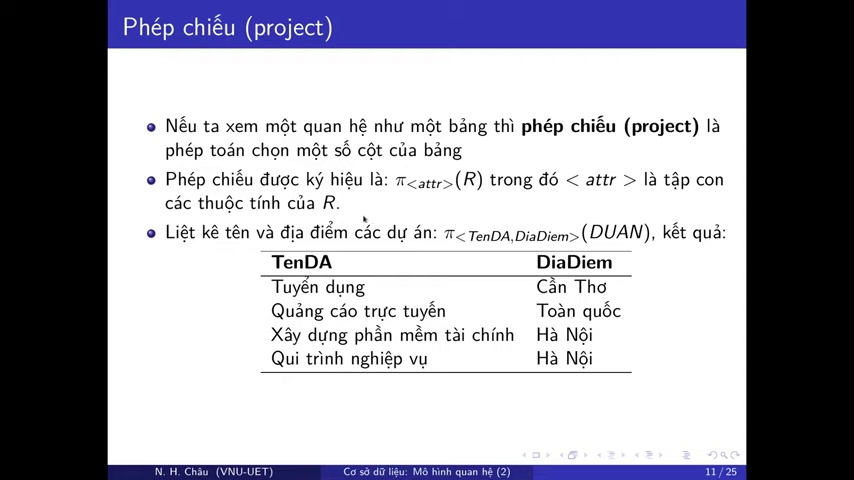 Phép chiếu (project)
Nếu ta xem một quan hệ như một bảng thì phép chiếu (project) là
phép toán chọn một số cột của bảng
Phép chiếu được ký hiệu là: π<attr>(R) trong đó < attr > là tập con
các thuộc tính của R.
Liệt kê tên và địa điểm các dự án: π<TenDA,DiaDiem>(DUAN), kết quả:
TenDA DiaDiem
Tuyển dụng Cần Thơ
Quảng cáo trực tuyến Toàn quốc
Xây dựng phần mềm tài chính Hà Nội
Qui trình nghiệp vụ Hà Nội
N. H. Châu (VNU-UET) Cơ sở dữ liệu: Mô hình quan hệ (2) 11 / 25